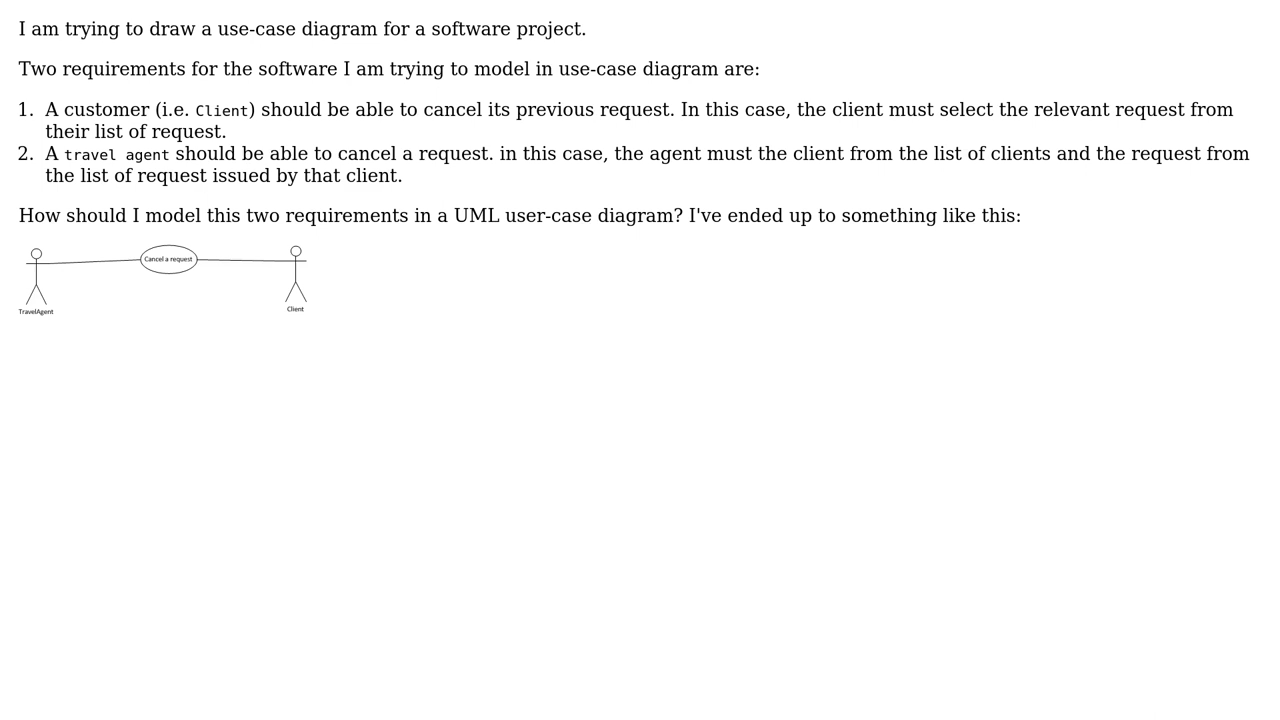 I am trying to draw a use-case diagram for a software project.
Two requirements for the software I am trying to model in use-case diagram are:
1. A customer (i.e. Client) should be able to cancel its previous request. In this case, the client must select the relevant request from
their list of request.
2. A travel agent should be able to cancel a request. in this case, the agent must the client from the list of clients and the request from
the list of request issued by that client.
How should I model this two requirements in a UML user-case diagram? I've ended up to something like this:
Cancel a request
TravelAgent
Client